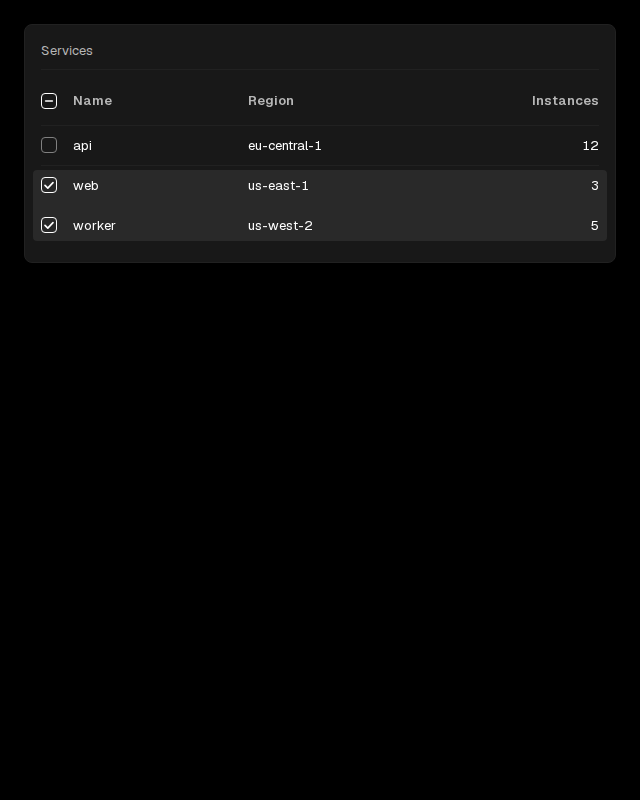 Services
Name Region Instances
api eu-central-1 12
web us-east-1 3
worker us-west-2 5